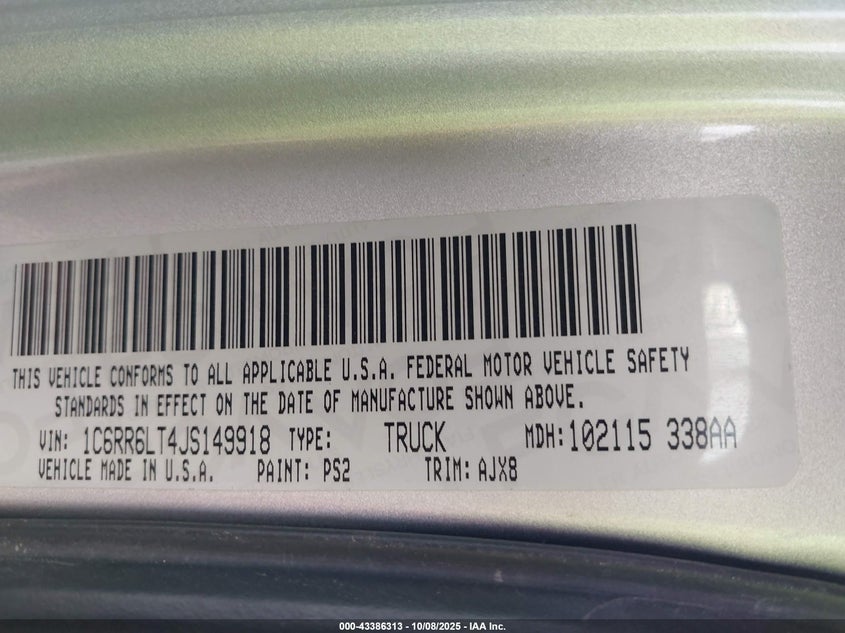 THIS VEHICLE CONFORMS TO ALL APPLICABLE U.S.A. FEDERAL MOTOR VEHICLE SAFETY
STANDARDS IN EFFECT ON THE DATE OF MANUFACTURE SHOWN ABOVE.
VIN: 1C6RR6LT4JS149918 TYPE: TRUCK MDH: 102115 338AA
VEHICLE MADE IN U.S.A. PAINT: PS2 TRIM: AJX8
000-43386313 - 10/08/2025 - IAA Inc.